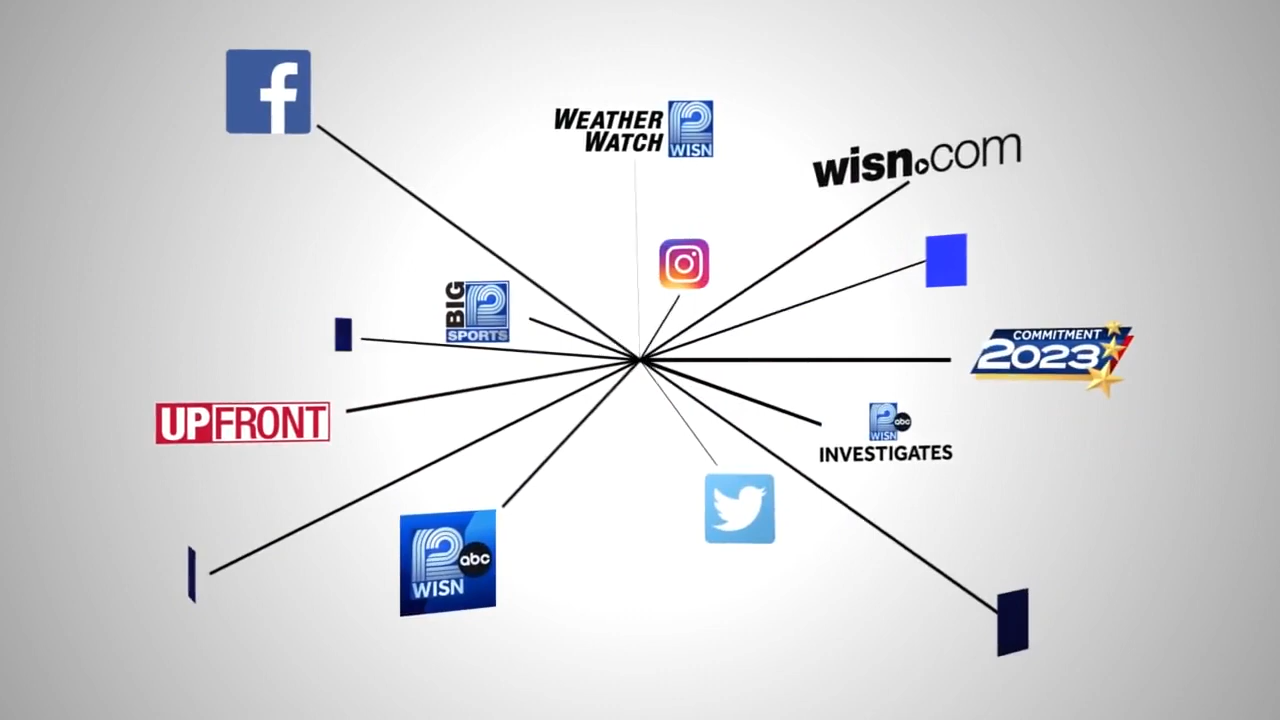 f
WEATHER
WATCH
12
WISN
wisn.com
BIG
12
SPORTS
COMMITMENT
2023
UPFRONT
12
abc
WISN
INVESTIGATES
12
abc
WISN